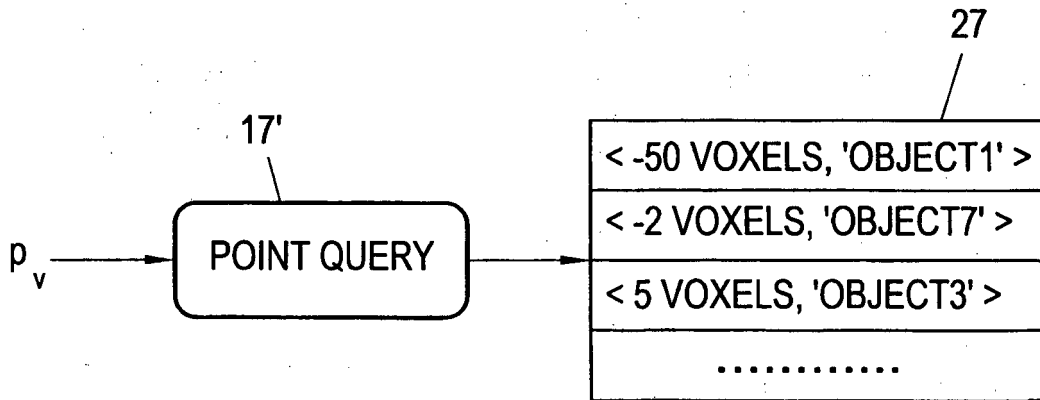 27
17'
< -50 VOXELS, 'OBJECT1' >
< -2 VOXELS, 'OBJECT7' >
p v
POINT QUERY
< 5 VOXELS, 'OBJECT3' >
............